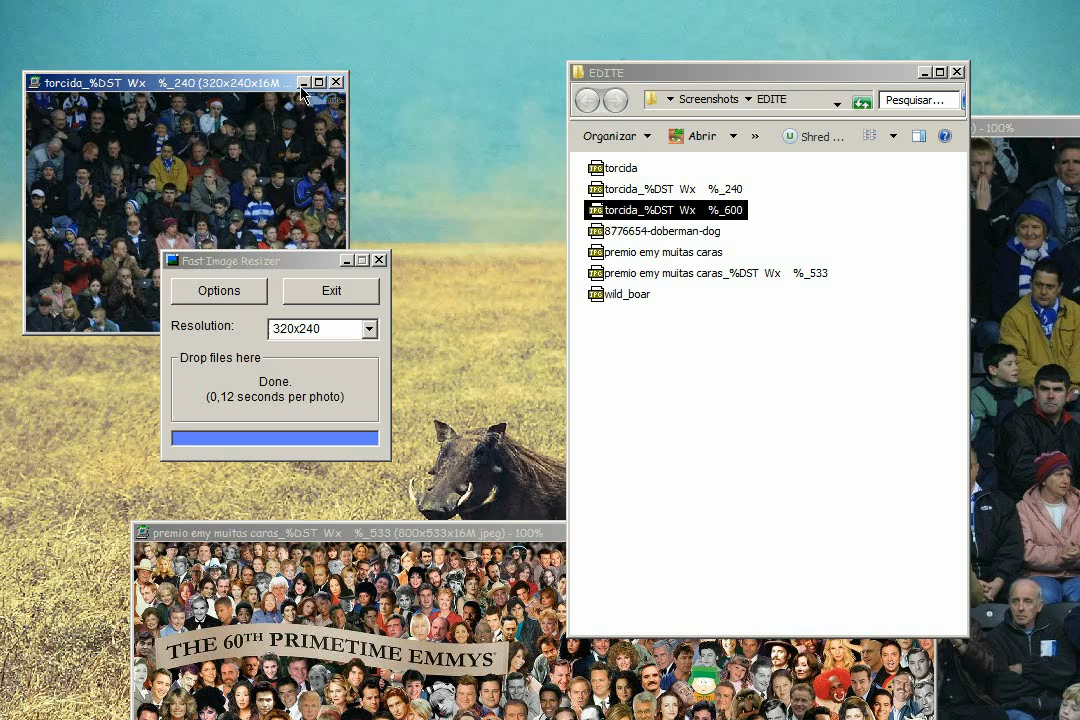 torcida_%DST Wx %_240 (320x240x16M ...
Fast Image Resizer
Options
Exit
Resolution:
320x240
Drop files here
Done.
(0,12 seconds per photo)
EDITE
Screenshots
EDITE
Pesquisar...
Organizar
Abrir
»
Shred ...
torcida
torcida_%DST Wx %_240
torcida_%DST Wx %_600
8776654-doberman-dog
premio emy muitas caras
premio emy muitas caras_%DST Wx %_533
wild_boar
) - 100%
premio emy muitas caras_%DST Wx %_533 (800x533x16M jpeg) - 100%
THE 60TH PRIMETIME EMMYS